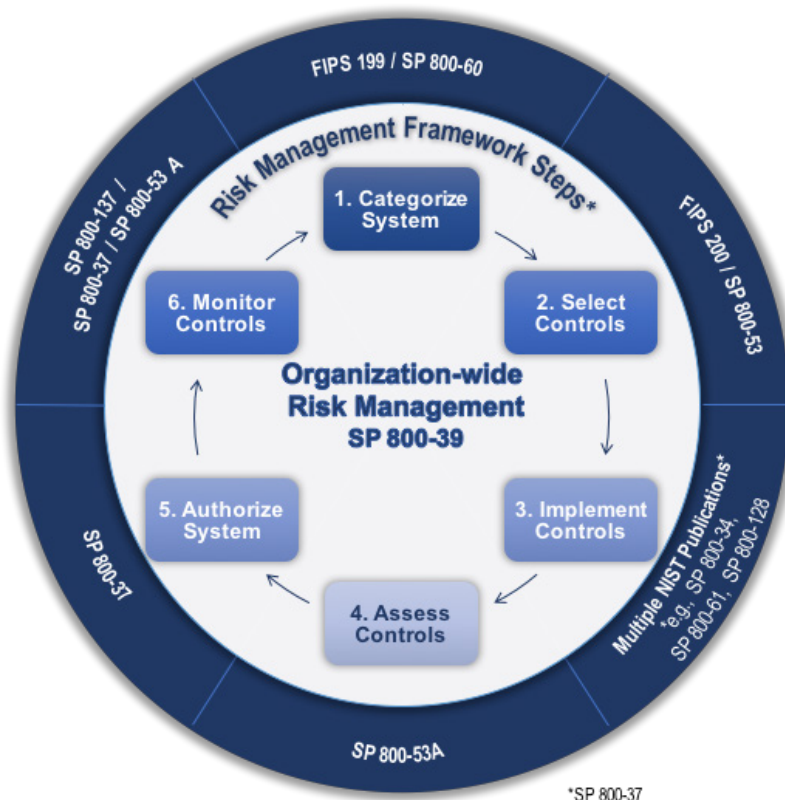 FIPS 199 / SP 800-60
FIPS 200 / SP 800-53
Multiple NIST Publications*
*e.g., SP 800-34,
SP 800-61, SP 800-128
SP 800-53A
SP 800-37
SP 800-137 /
SP 800-37 / SP 800-53 A
Risk Management Framework Steps*
1. Categorize
System
2. Select
Controls
3. Implement
Controls
4. Assess
Controls
5. Authorize
System
6. Monitor
Controls
Organization-wide
Risk Management
SP 800-39
*SP 800-37